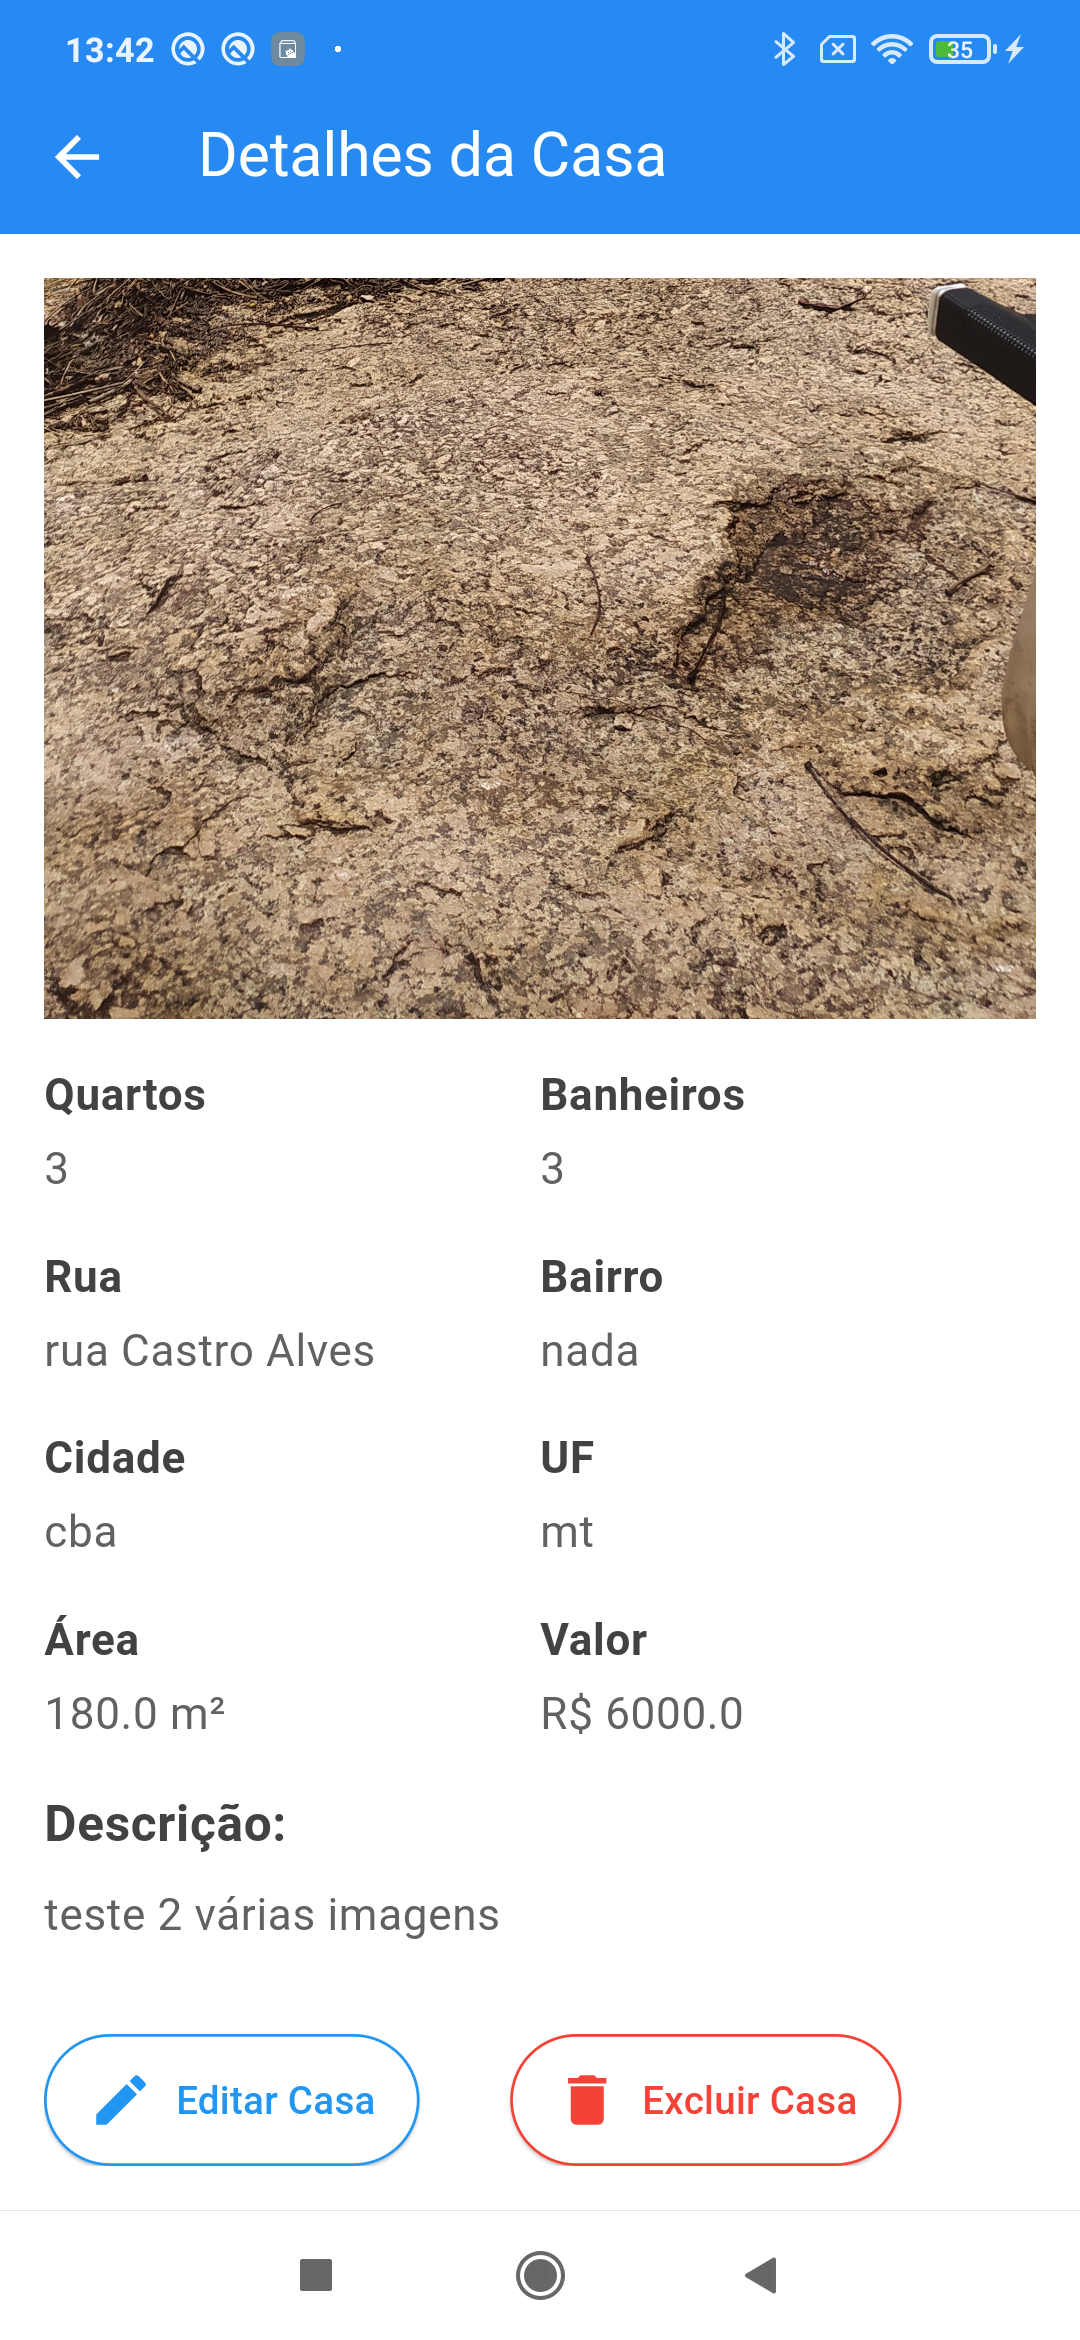 13:42
35
Detalhes da Casa
Quartos
Banheiros
3
3
Rua
Bairro
rua Castro Alves
nada
Cidade
UF
cba
mt
Área
Valor
180.0 m²
R$ 6000.0
Descrição:
teste 2 várias imagens
Editar Casa
Excluir Casa